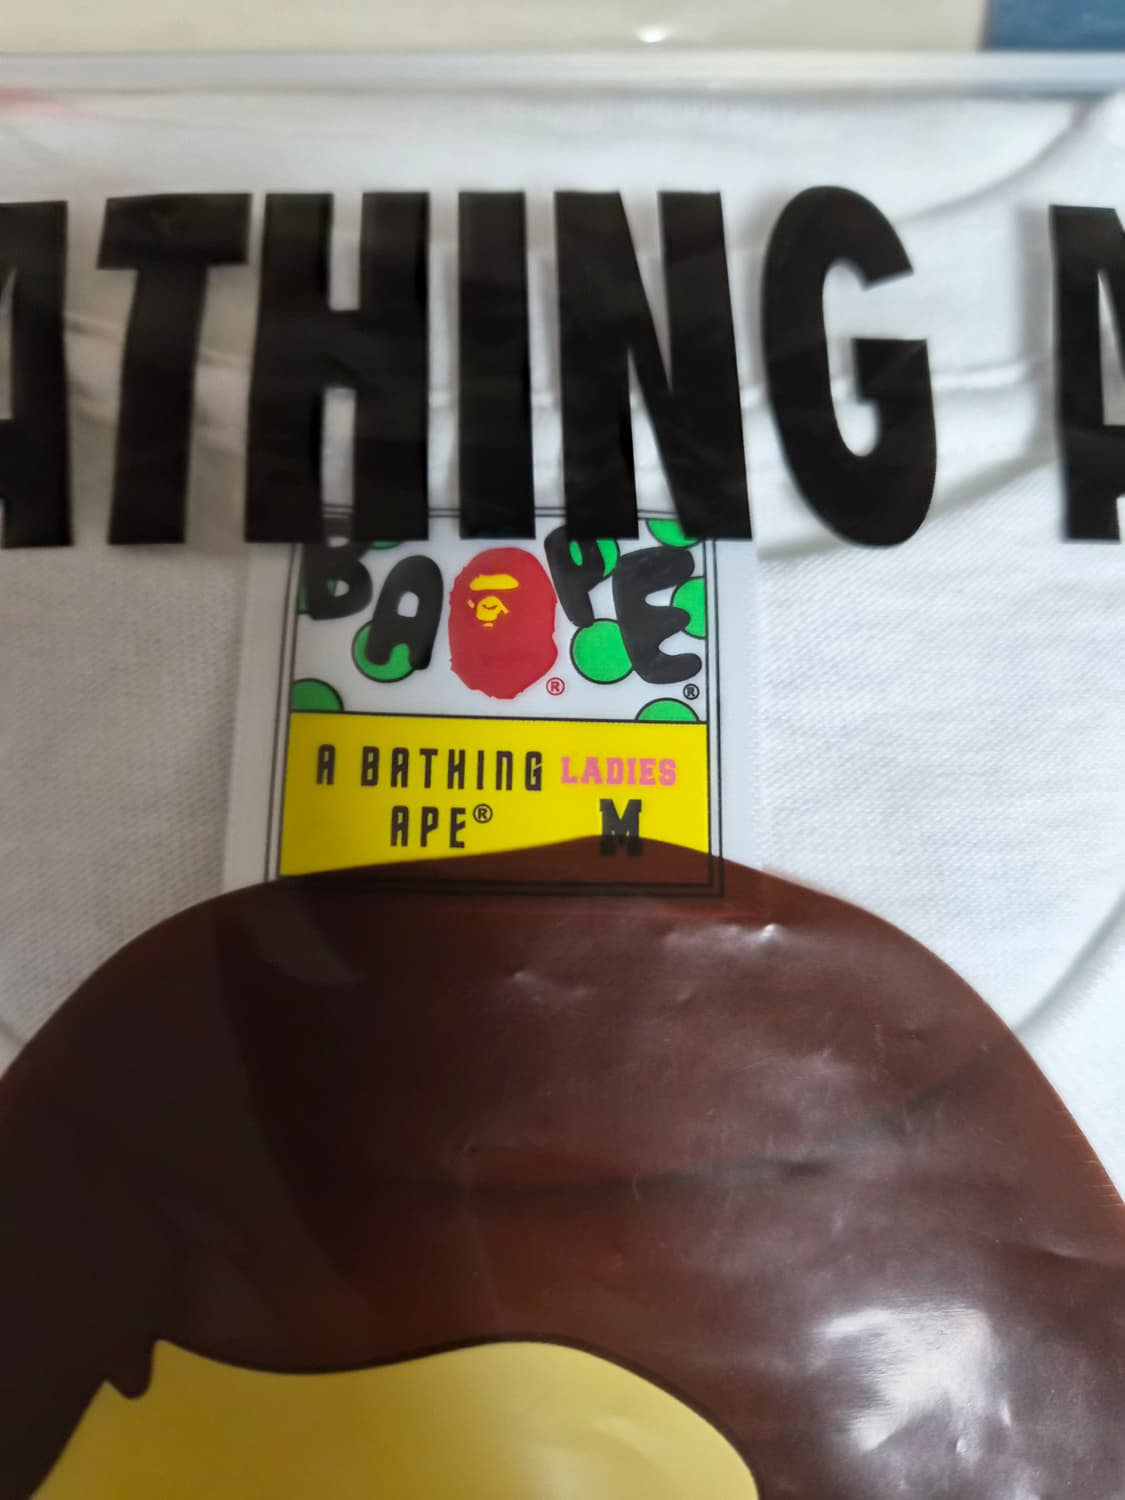 ATHING A
BAPE
®
®
A BATHING LADIES
APE® M